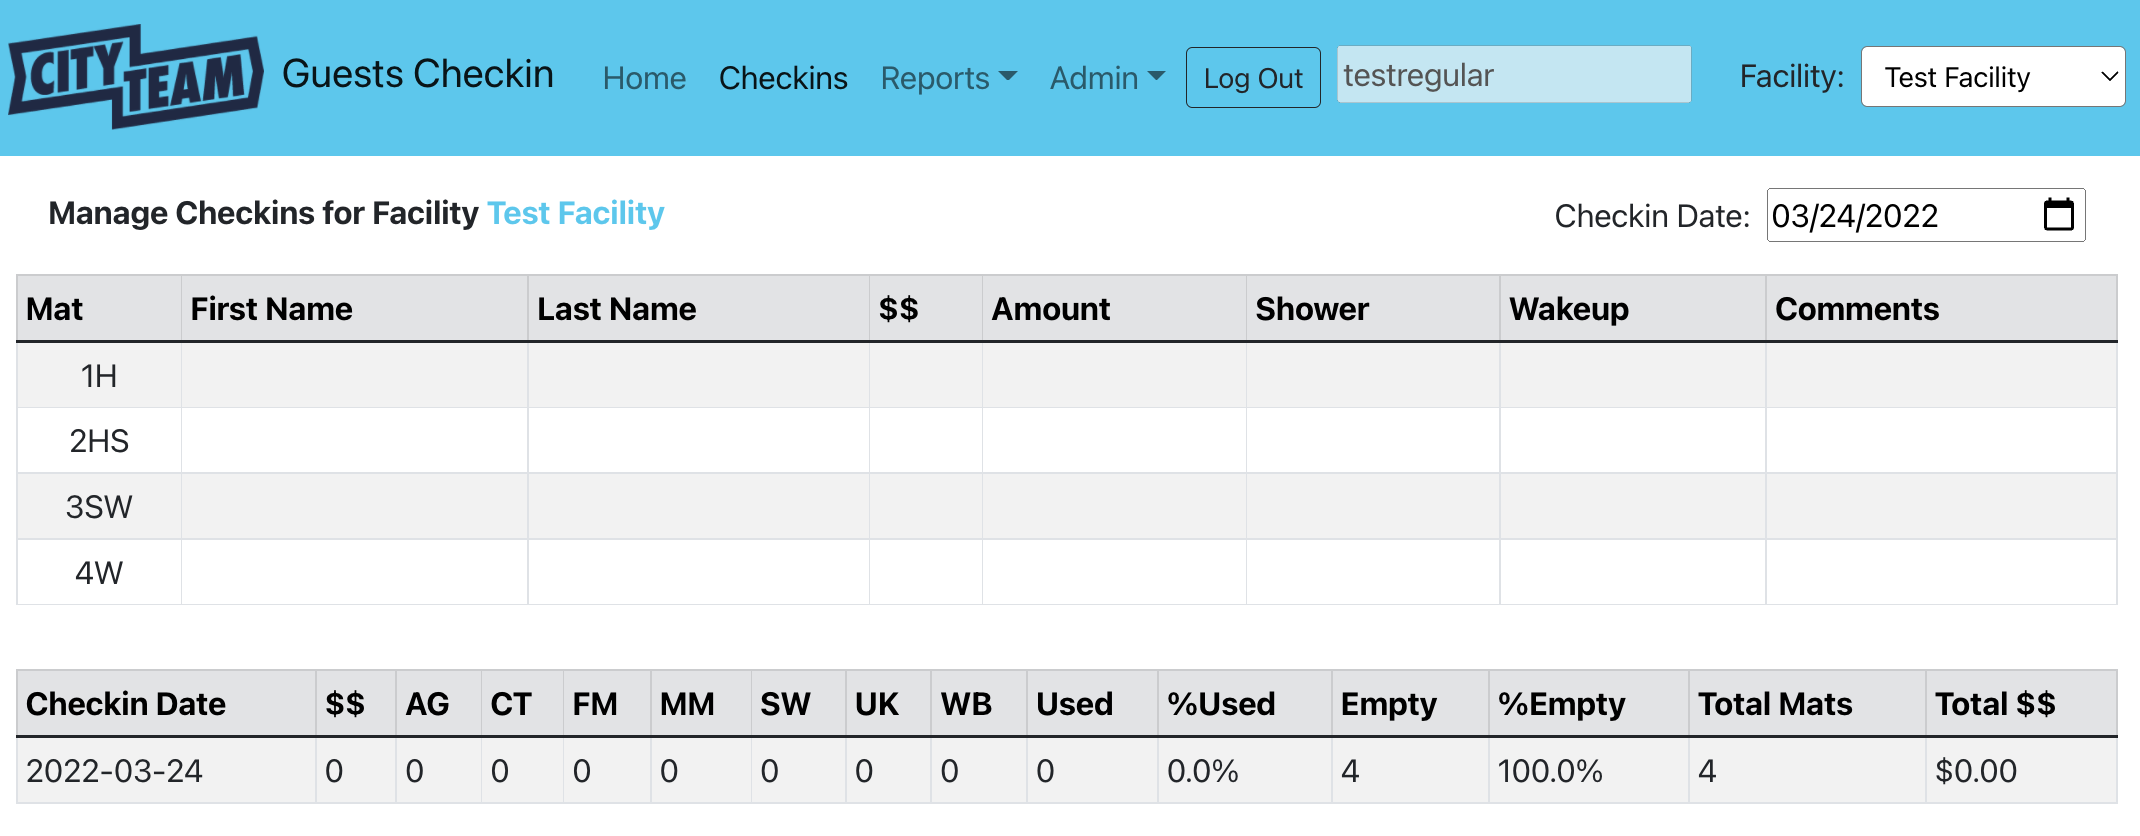 CITY TEAM Guests Checkin Home Checkins Reports Admin Log Out testregular Facility: Test Facility
Manage Checkins for Facility Test Facility Checkin Date: 03/24/2022
Mat First Name Last Name $$ Amount Shower Wakeup Comments
1H
2HS
3SW
4W
Checkin Date $$ AG CT FM MM SW UK WB Used %Used Empty %Empty Total Mats Total $$
2022-03-24 0 0 0 0 0 0 0 0 0 0.0% 4 100.0% 4 $0.00